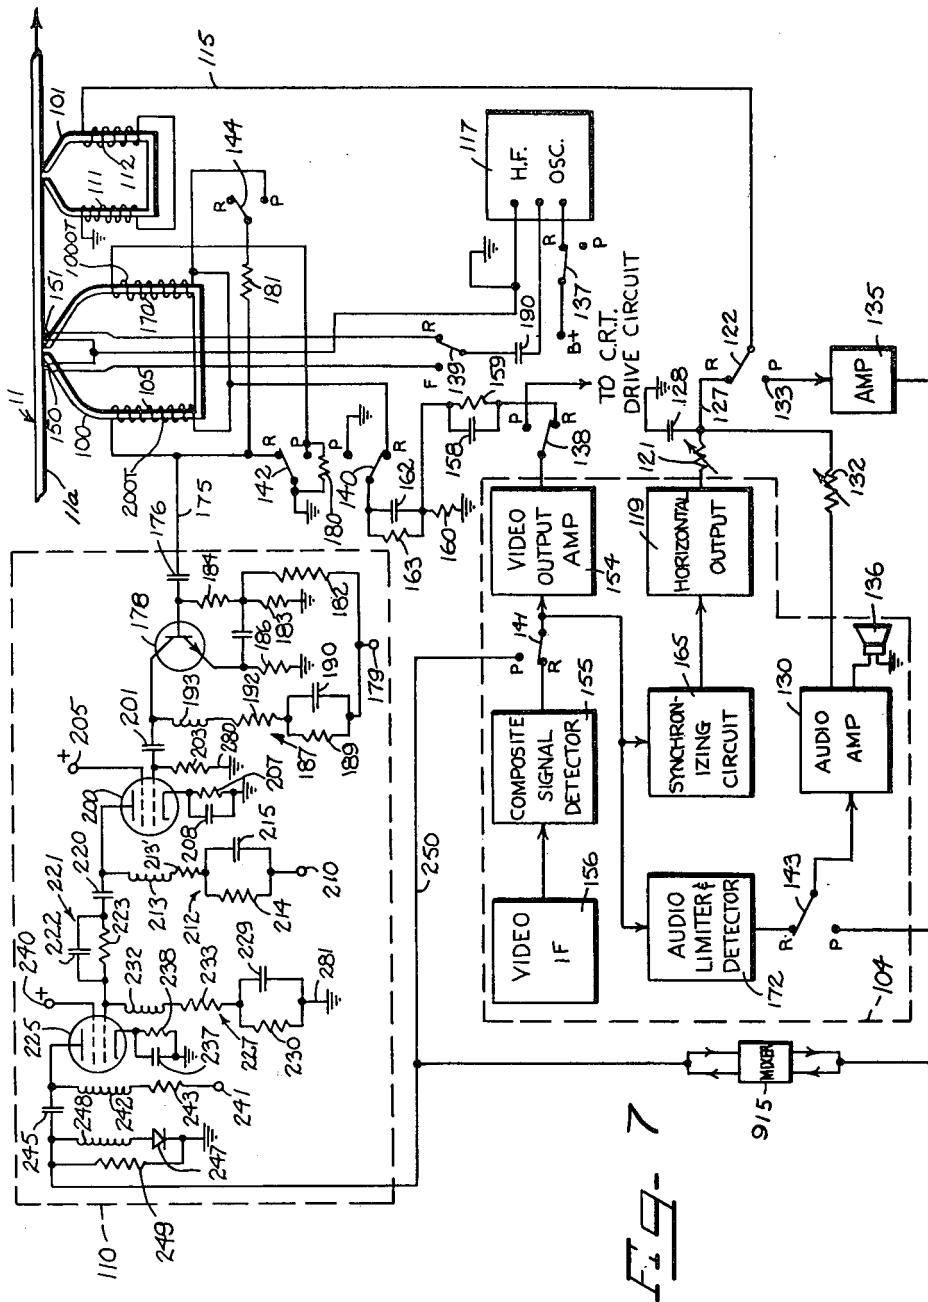 11
11a
150
151
100
200T
105
170
1000T
111
112
101
115
144
R
P
181
176
175
184
178
186
183
182
193
192
190
187
189
179
201
205
+
203
280
200
207
208
220
213'
213
212
215
214
210
221
222
223
240
+
225
232
238
233
229
237
227
230
281
245
248
242
243
241
247
249
110
142
R
P
180
P
140
R
162
163
160
F
R
139
190
159
158
P
R
138
H.F.
OSC.
117
R
P
137
B+
TO C.R.T.
DRIVE CIRCUIT
128
127
121
R
122
P
133
AMP
135
132
250
P
141
R
VIDEO
OUTPUT
AMP
154
HORIZONTAL
OUTPUT
119
COMPOSITE
SIGNAL
DETECTOR
155
SYNCHRON-
IZING
CIRCUIT
165
136
130
AUDIO
AMP
VIDEO
IF
156
AUDIO
LIMITER &
DETECTOR
172
R
143
P
104
MIXER
915
Fig. 7